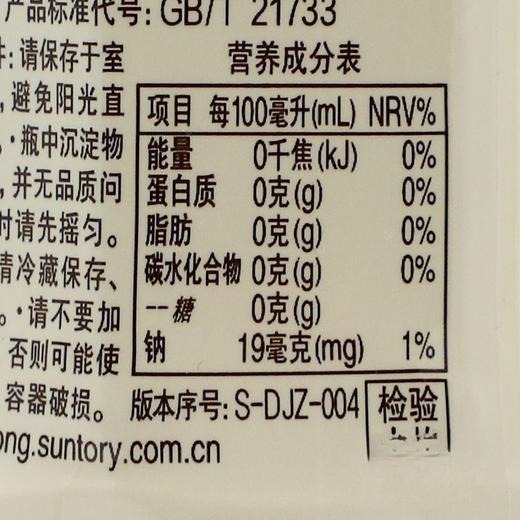 产品标准代号: GB/T 21733
件: 请保存于室
,避免阳光直
。·瓶中沉淀物
,并无品质问
时请先摇匀。
请冷藏保存、
。·请不要加
否则可能使
容器破损。
ong.suntory.com.cn
营养成分表
项目 每100毫升(mL) NRV%
能量 0千焦(kJ) 0%
蛋白质 0克(g) 0%
脂肪 0克(g) 0%
碳水化合物 0克(g) 0%
--糖 0克(g)
钠 19毫克(mg) 1%
版本序号: S-DJZ-004
检验